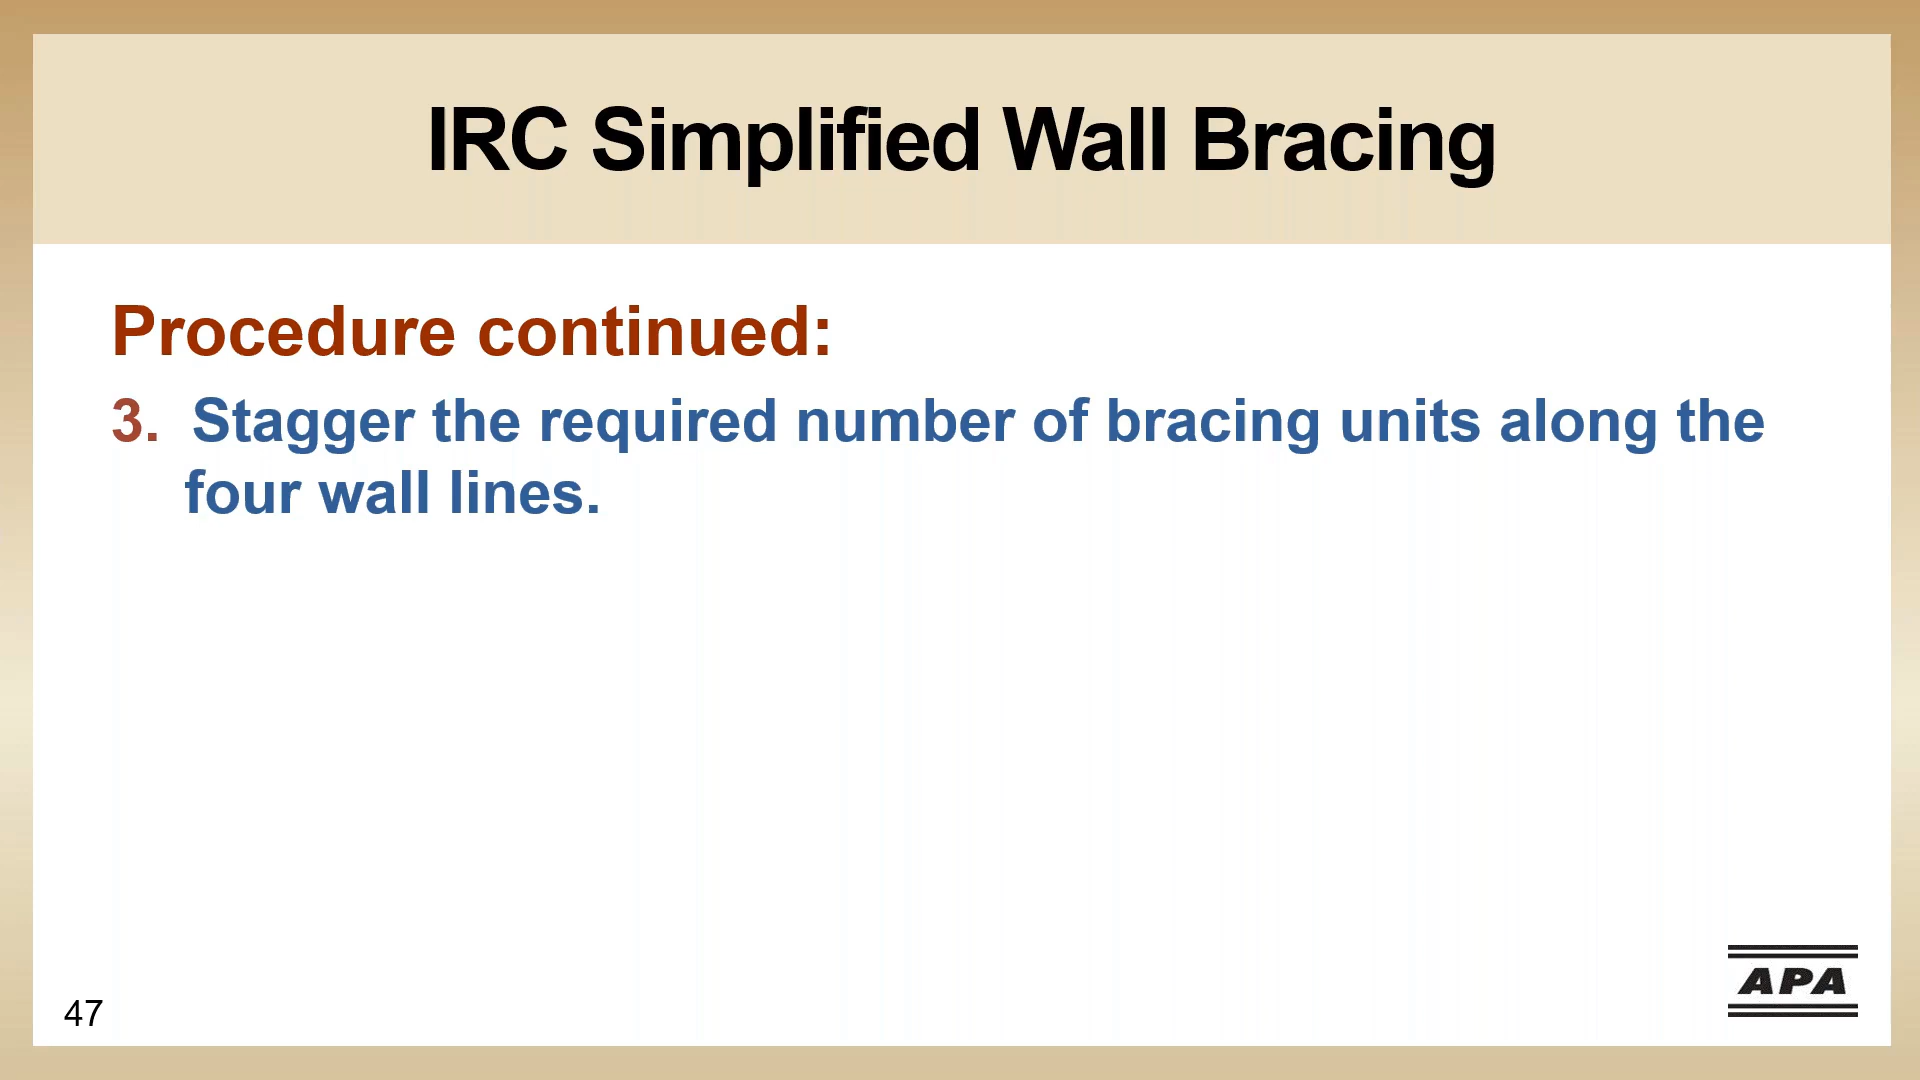 IRC Simplified Wall Bracing
Procedure continued:
3. Stagger the required number of bracing units along the
four wall lines.
47
APA